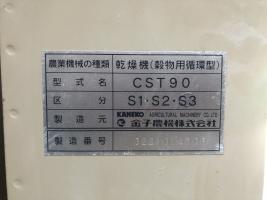 農業機械の種類 乾燥機(穀物用循環型)
型式名 CST90
区分 S1・S2・S3
製造元 KANEKO AGRICULTURAL MACHINERY CO.,LTD 金子農機株式会社
製造番号